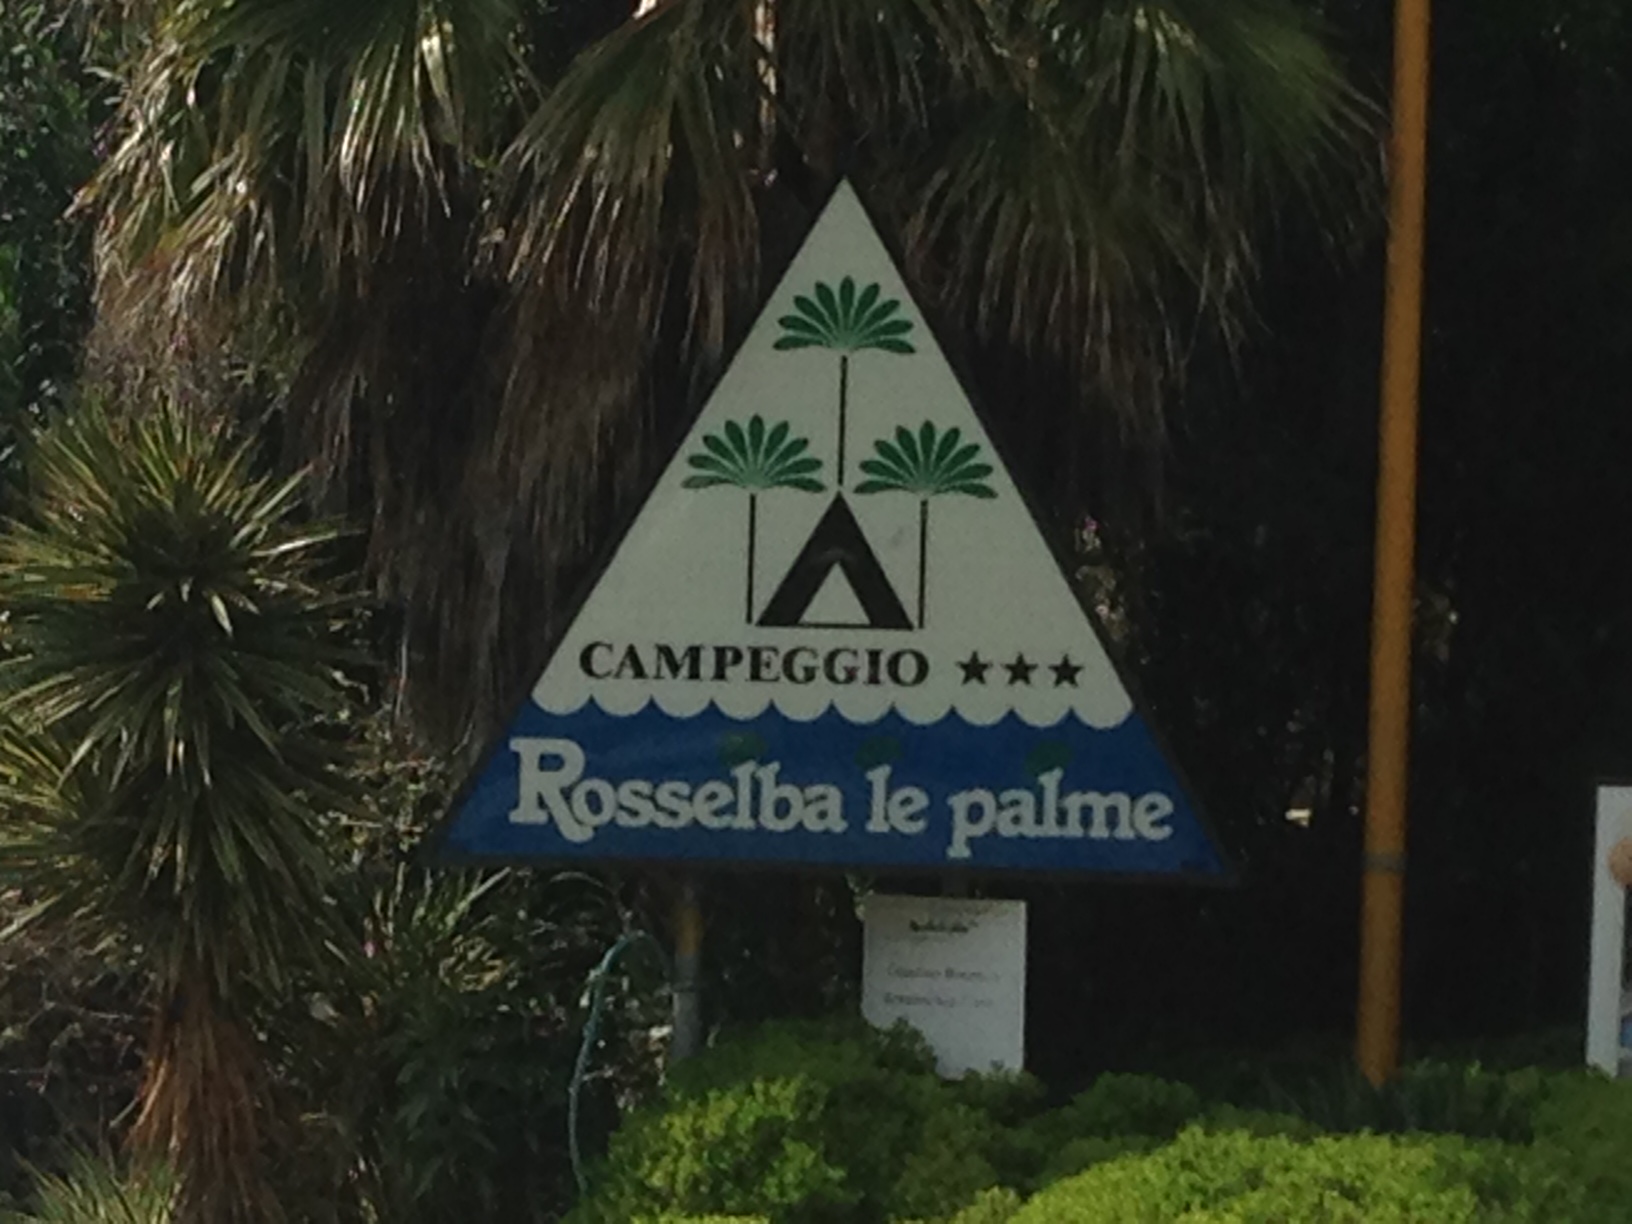 CAMPEGGIO ★★★
Rosselba le palme